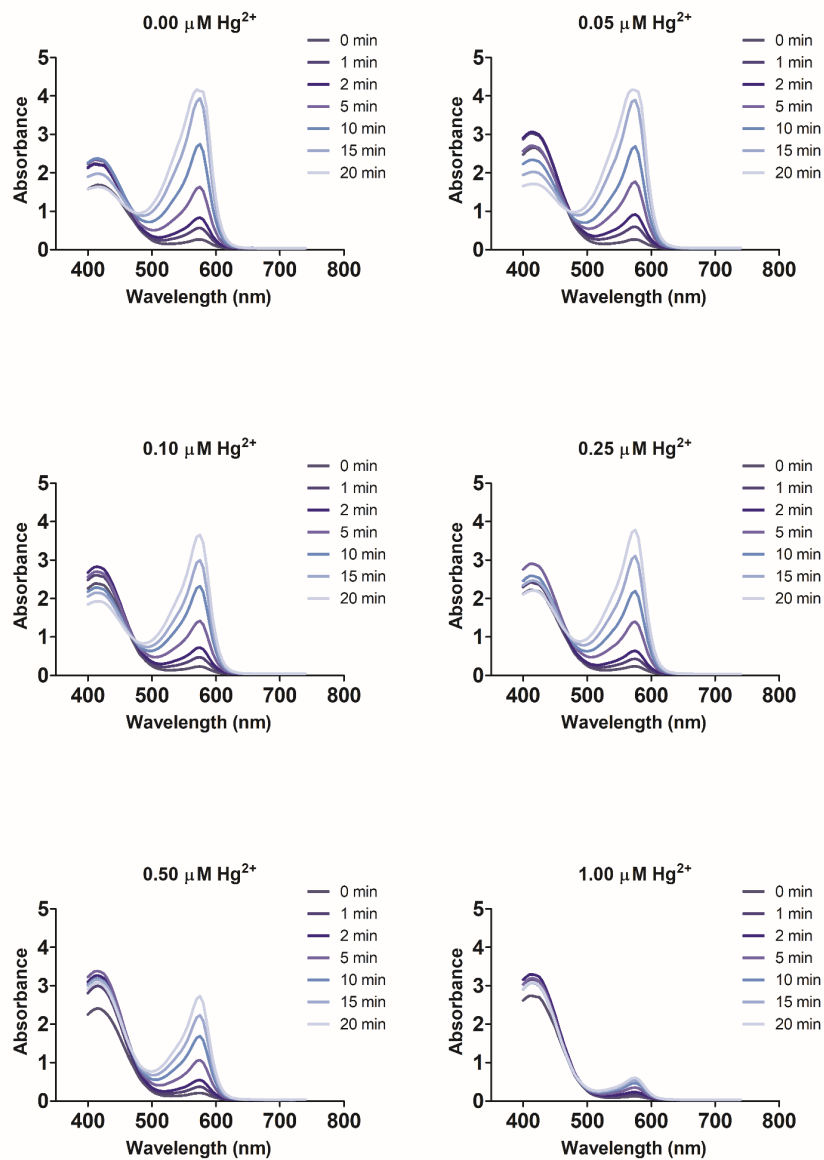 0.00 μM Hg²⁺
0 min
1 min
2 min
5 min
10 min
15 min
20 min
5
4
3
2
1
0
Absorbance
400 500 600 700 800
Wavelength (nm)
0.05 μM Hg²⁺
0 min
1 min
2 min
5 min
10 min
15 min
20 min
5
4
3
2
1
0
Absorbance
400 500 600 700 800
Wavelength (nm)
0.10 μM Hg²⁺
0 min
1 min
2 min
5 min
10 min
15 min
20 min
5
4
3
2
1
0
Absorbance
400 500 600 700 800
Wavelength (nm)
0.25 μM Hg²⁺
0 min
1 min
2 min
5 min
10 min
15 min
20 min
5
4
3
2
1
0
Absorbance
400 500 600 700 800
Wavelength (nm)
0.50 μM Hg²⁺
0 min
1 min
2 min
5 min
10 min
15 min
20 min
5
4
3
2
1
0
Absorbance
400 500 600 700 800
Wavelength (nm)
1.00 μM Hg²⁺
0 min
1 min
2 min
5 min
10 min
15 min
20 min
5
4
3
2
1
0
Absorbance
400 500 600 700 800
Wavelength (nm)